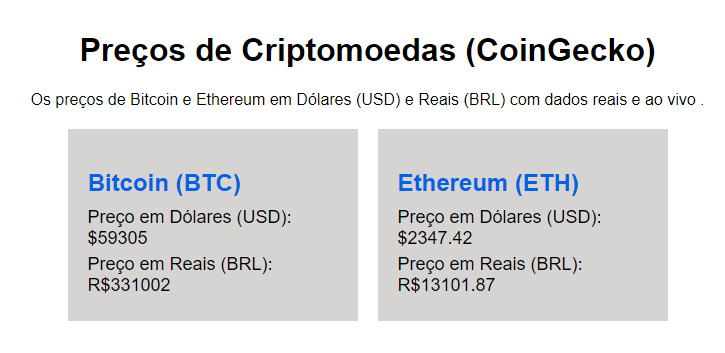 Preços de Criptomoedas (CoinGecko)
Os preços de Bitcoin e Ethereum em Dólares (USD) e Reais (BRL) com dados reais e ao vivo .
Bitcoin (BTC)
Preço em Dólares (USD):
$59305
Preço em Reais (BRL):
R$331002
Ethereum (ETH)
Preço em Dólares (USD):
$2347.42
Preço em Reais (BRL):
R$13101.87